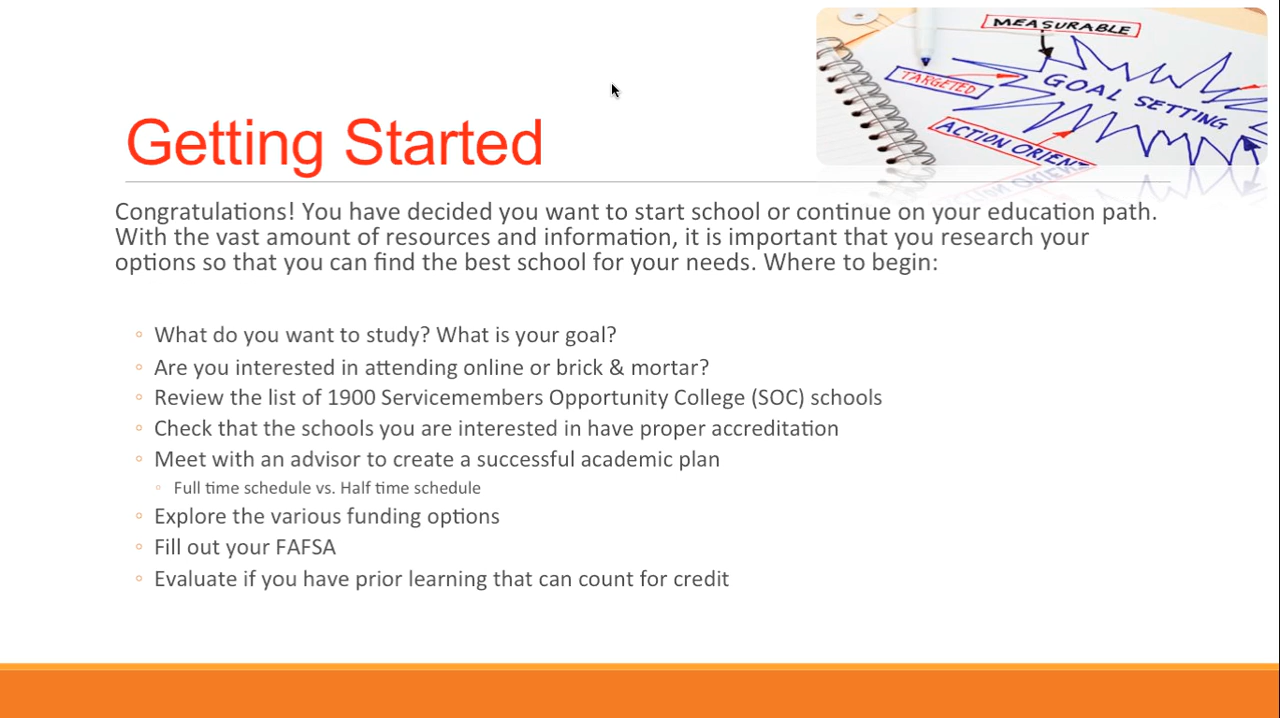 MEASURABLE
TARGETED
GOAL SETTING
ACTION ORIENT
Getting Started
Congratulations! You have decided you want to start school or continue on your education path.
With the vast amount of resources and information, it is important that you research your
options so that you can find the best school for your needs. Where to begin:
What do you want to study? What is your goal?
Are you interested in attending online or brick & mortar?
Review the list of 1900 Servicemembers Opportunity College (SOC) schools
Check that the schools you are interested in have proper accreditation
Meet with an advisor to create a successful academic plan
Full time schedule vs. Half time schedule
Explore the various funding options
Fill out your FAFSA
Evaluate if you have prior learning that can count for credit